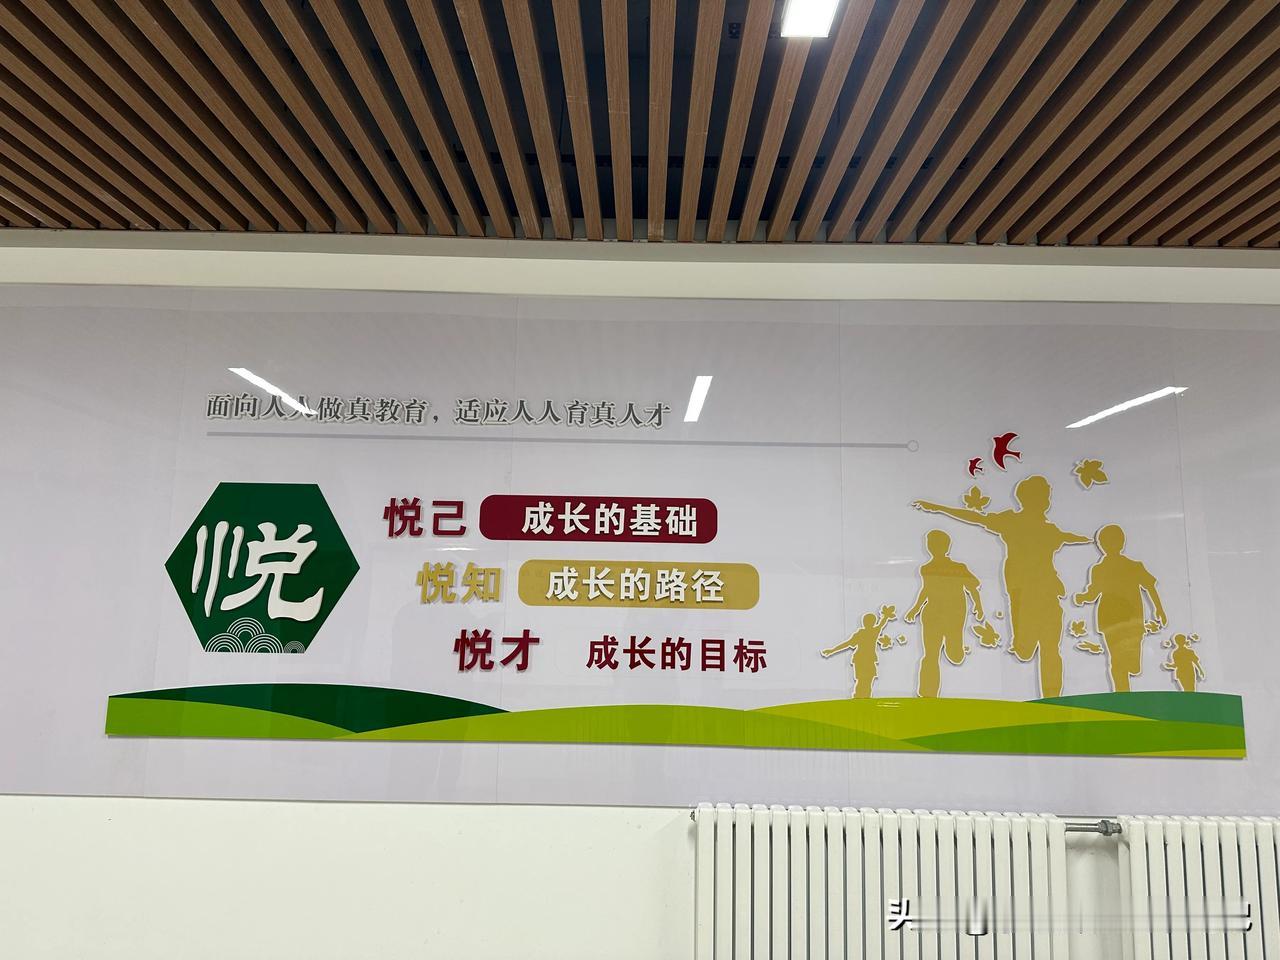 面向人人做真教育，适应人人育真人才
悦
悦己 成长的基础
悦知 成长的路径
悦才 成长的目标
头